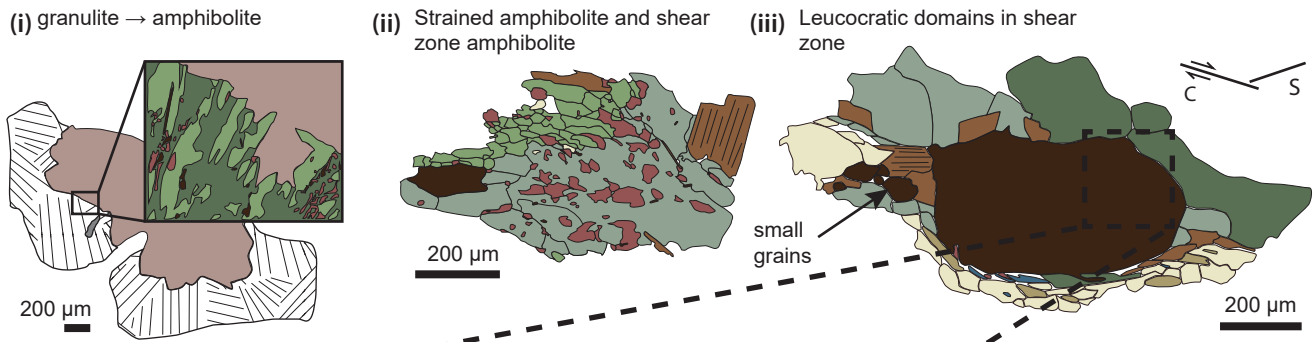 (i) granulite → amphibolite
200 µm
(ii) Strained amphibolite and shear
zone amphibolite
200 µm
(iii) Leucocratic domains in shear
zone
C
S
small
grains
200 µm